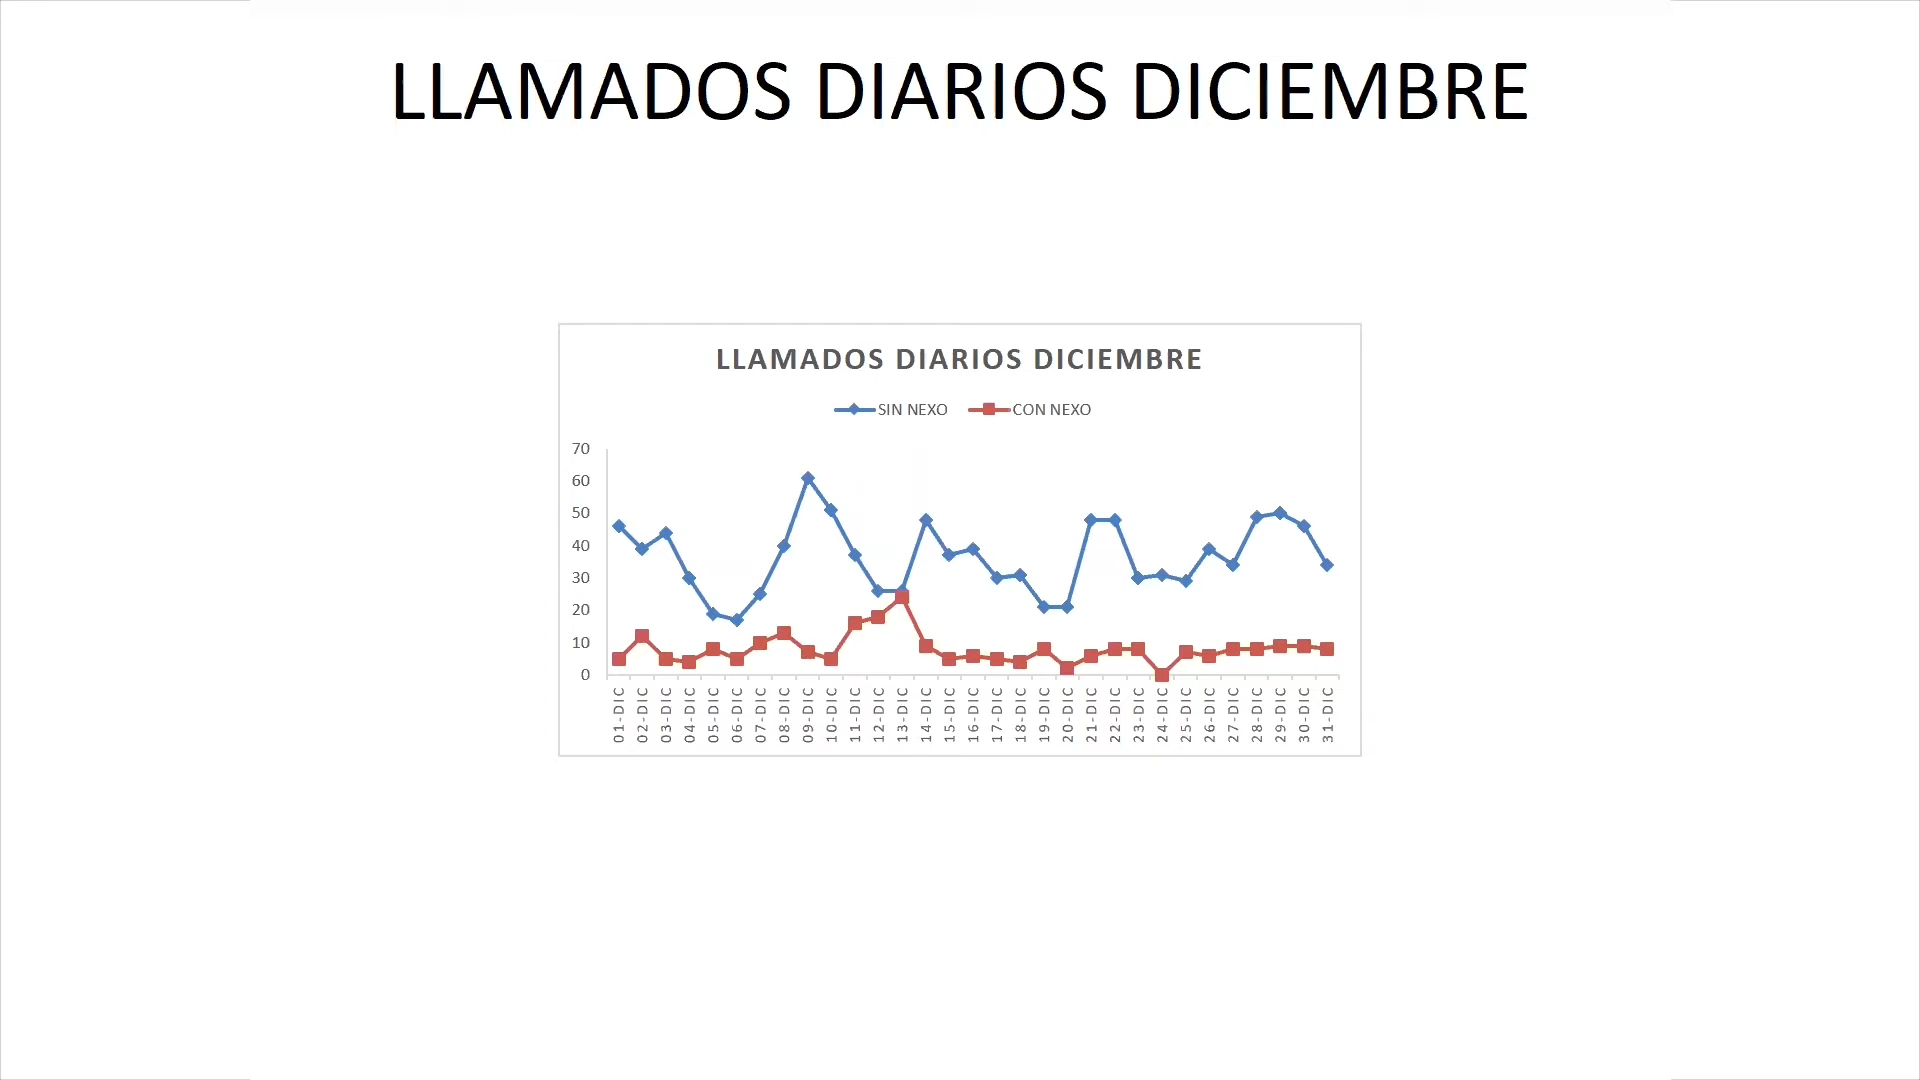 LLAMADOS DIARIOS DICIEMBRE
LLAMADOS DIARIOS DICIEMBRE
SIN NEXO CON NEXO
70
60
50
40
30
20
10
0
01-DIC
02-DIC
03-DIC
04-DIC
05-DIC
06-DIC
07-DIC
08-DIC
09-DIC
10-DIC
11-DIC
12-DIC
13-DIC
14-DIC
15-DIC
16-DIC
17-DIC
18-DIC
19-DIC
20-DIC
21-DIC
22-DIC
23-DIC
24-DIC
25-DIC
26-DIC
27-DIC
28-DIC
29-DIC
30-DIC
31-DIC